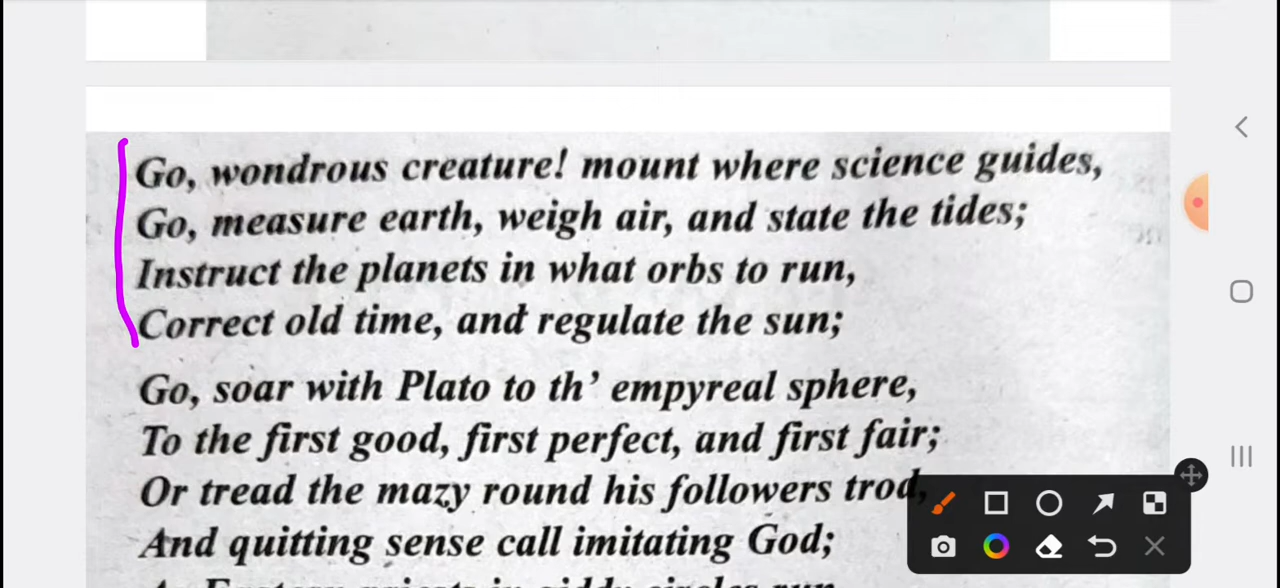 Go, wondrous creature! mount where science guides,
Go, measure earth, weigh air, and state the tides;
Instruct the planets in what orbs to run,
Correct old time, and regulate the sun;
Go, soar with Plato to th' empyreal sphere,
To the first good, first perfect, and first fair;
Or tread the mazy round his followers trod,
And quitting sense call imitating God;